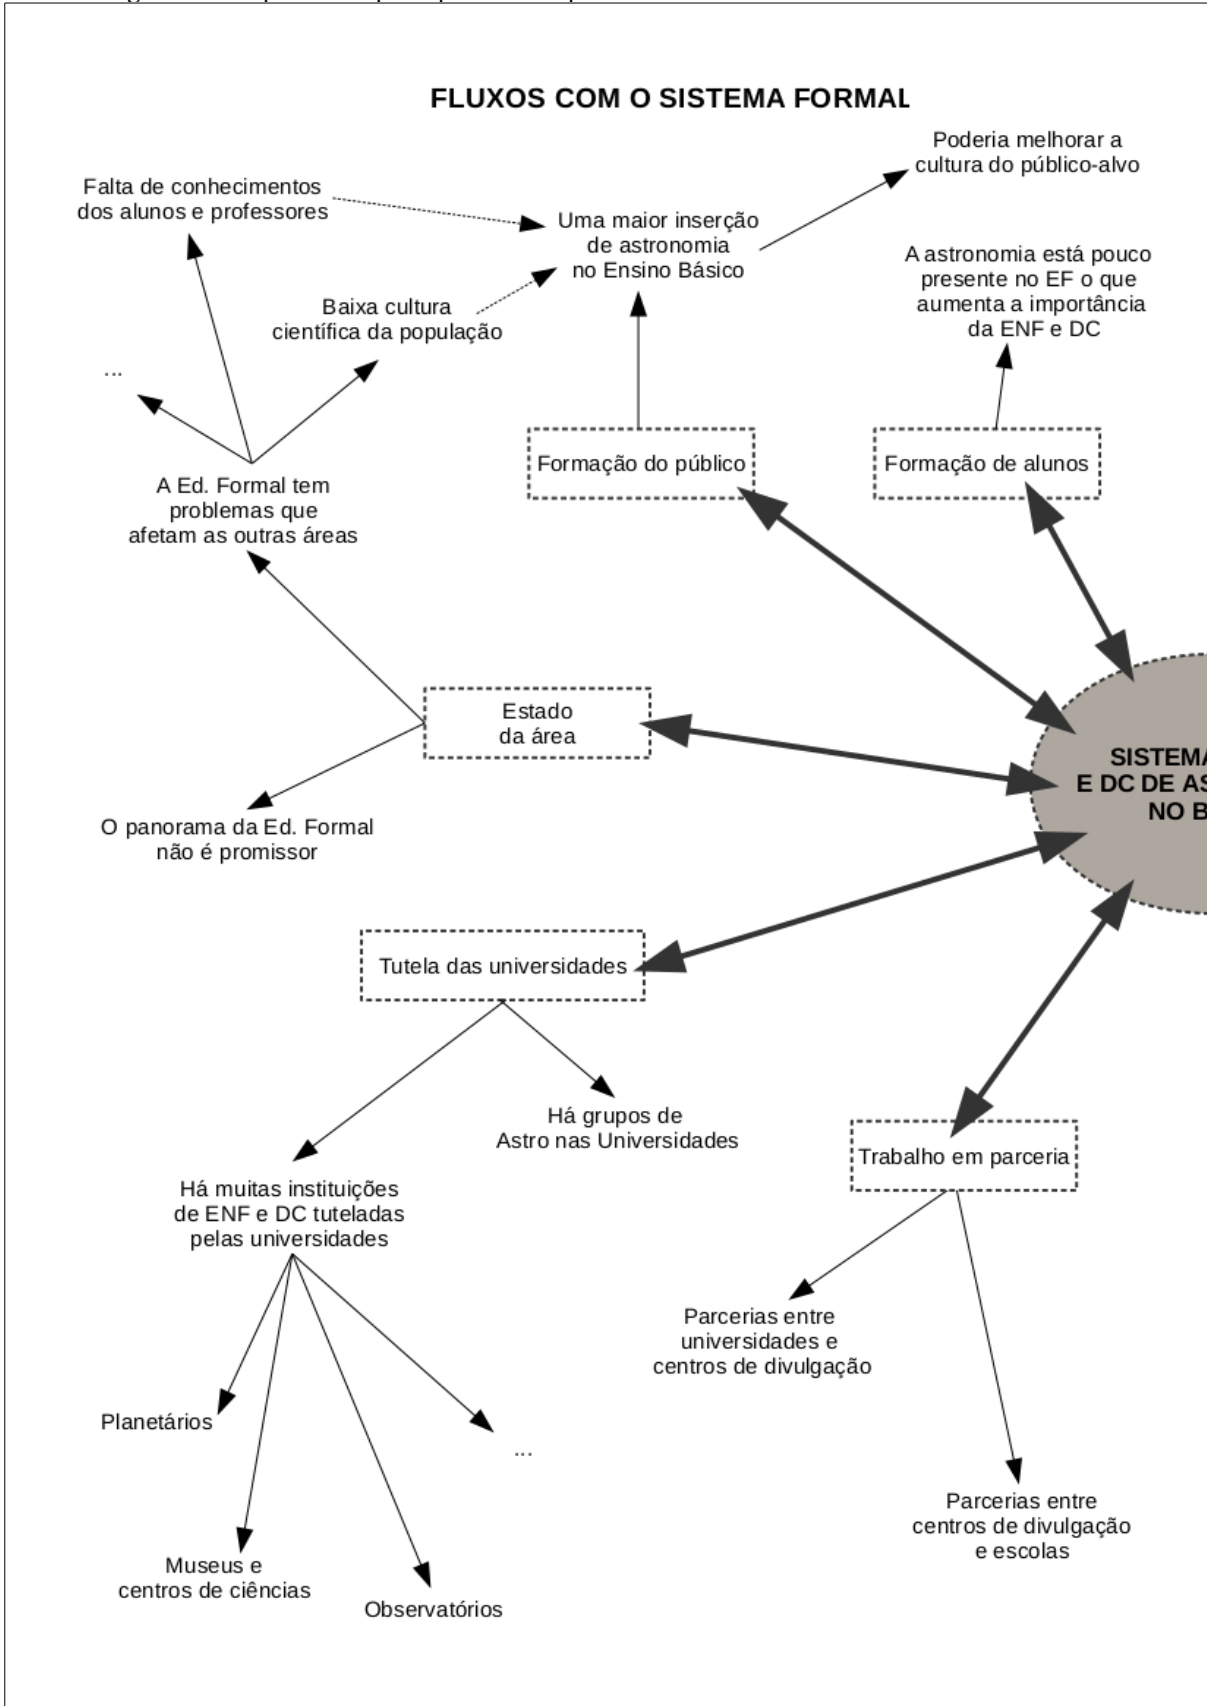 FLUXOS COM O SISTEMA FORMAL
Poderia melhorar a
cultura do público-alvo
Falta de conhecimentos
dos alunos e professores
Uma maior inserção
de astronomia
no Ensino Básico
A astronomia está pouco
presente no EF o que
aumenta a importância
da ENF e DC
Baixa cultura
científica da população
...
Formação do público
Formação de alunos
A Ed. Formal tem
problemas que
afetam as outras áreas
Estado
da área
SISTEMA
E DC DE AS
NO B
O panorama da Ed. Formal
não é promissor
Tutela das universidades
Há grupos de
Astro nas Universidades
Trabalho em parceria
Há muitas instituições
de ENF e DC tuteladas
pelas universidades
Parcerias entre
universidades e
centros de divulgação
Planetários
...
Parcerias entre
centros de divulgação
e escolas
Museus e
centros de ciências
Observatórios